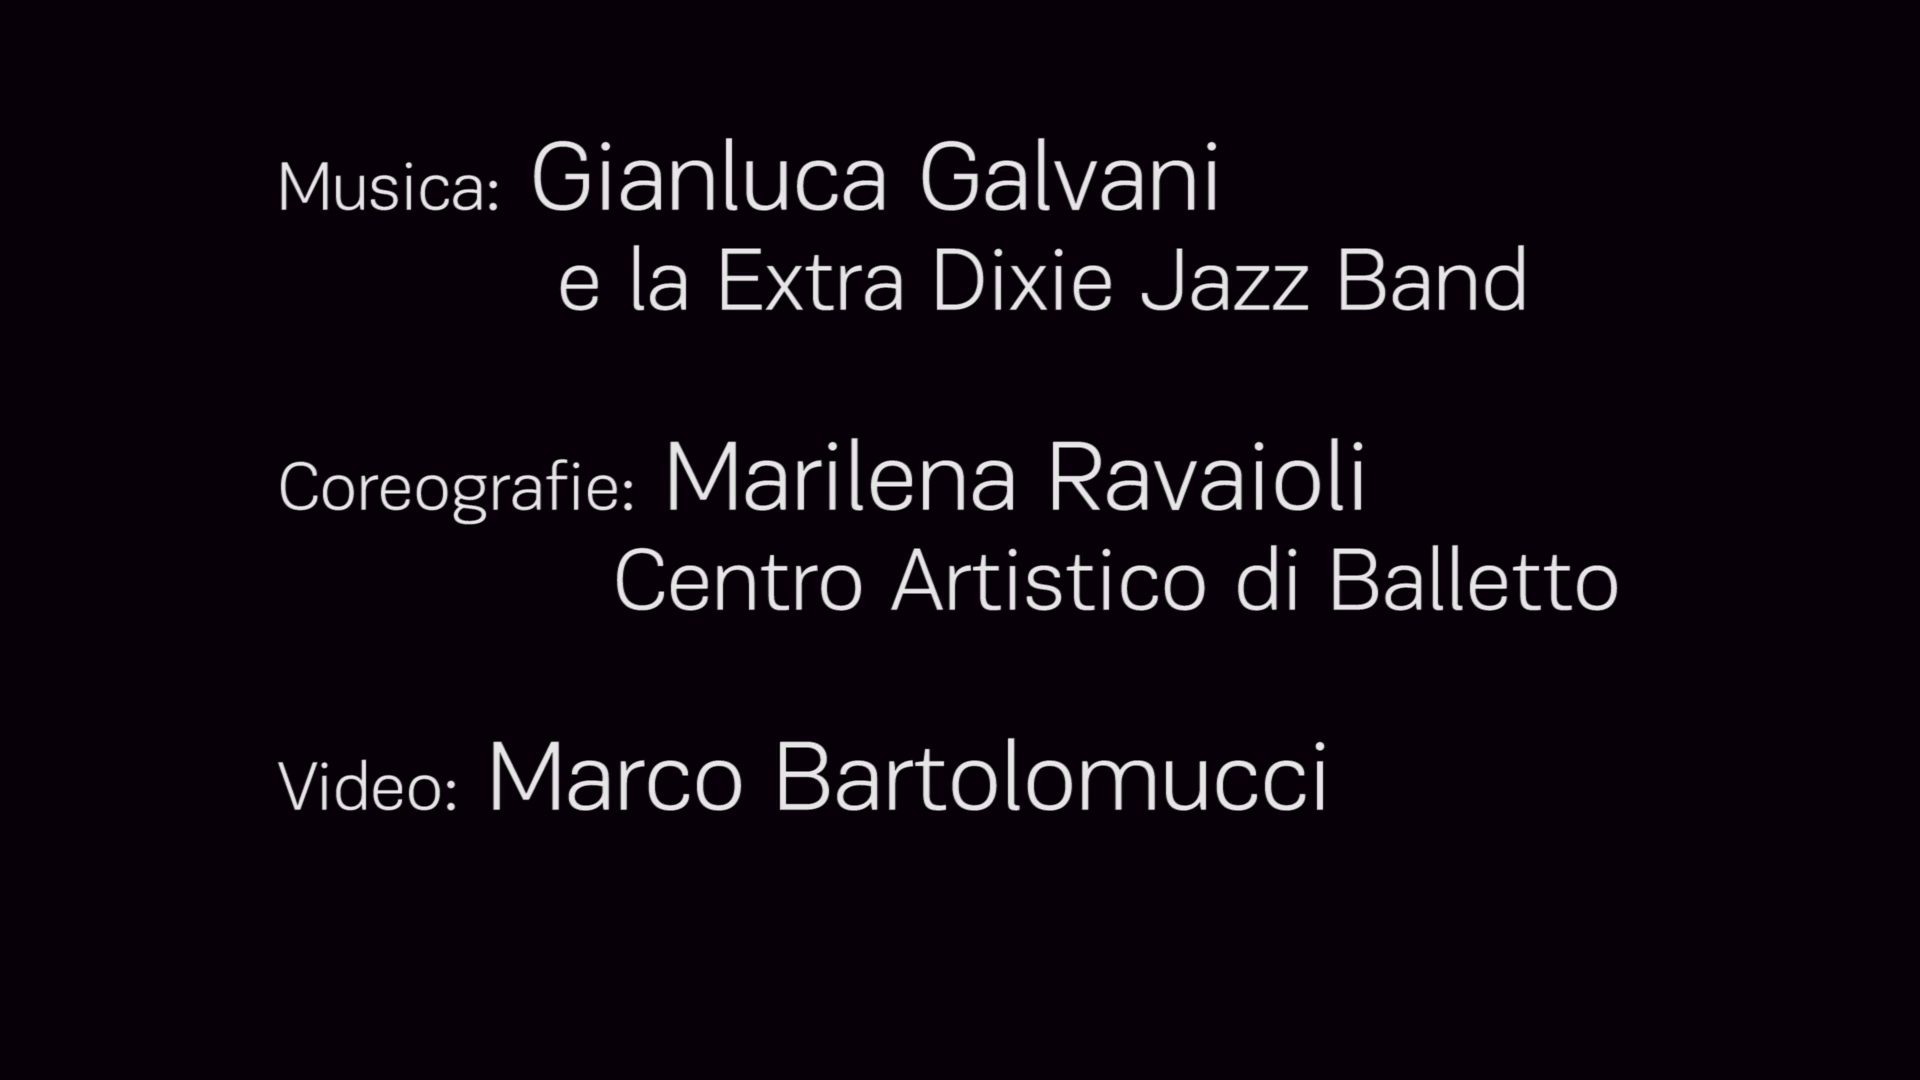 Musica: Gianluca Galvani
e la Extra Dixie Jazz Band
Coreografie: Marilena Ravaioli
Centro Artistico di Balletto
Video: Marco Bartolomucci